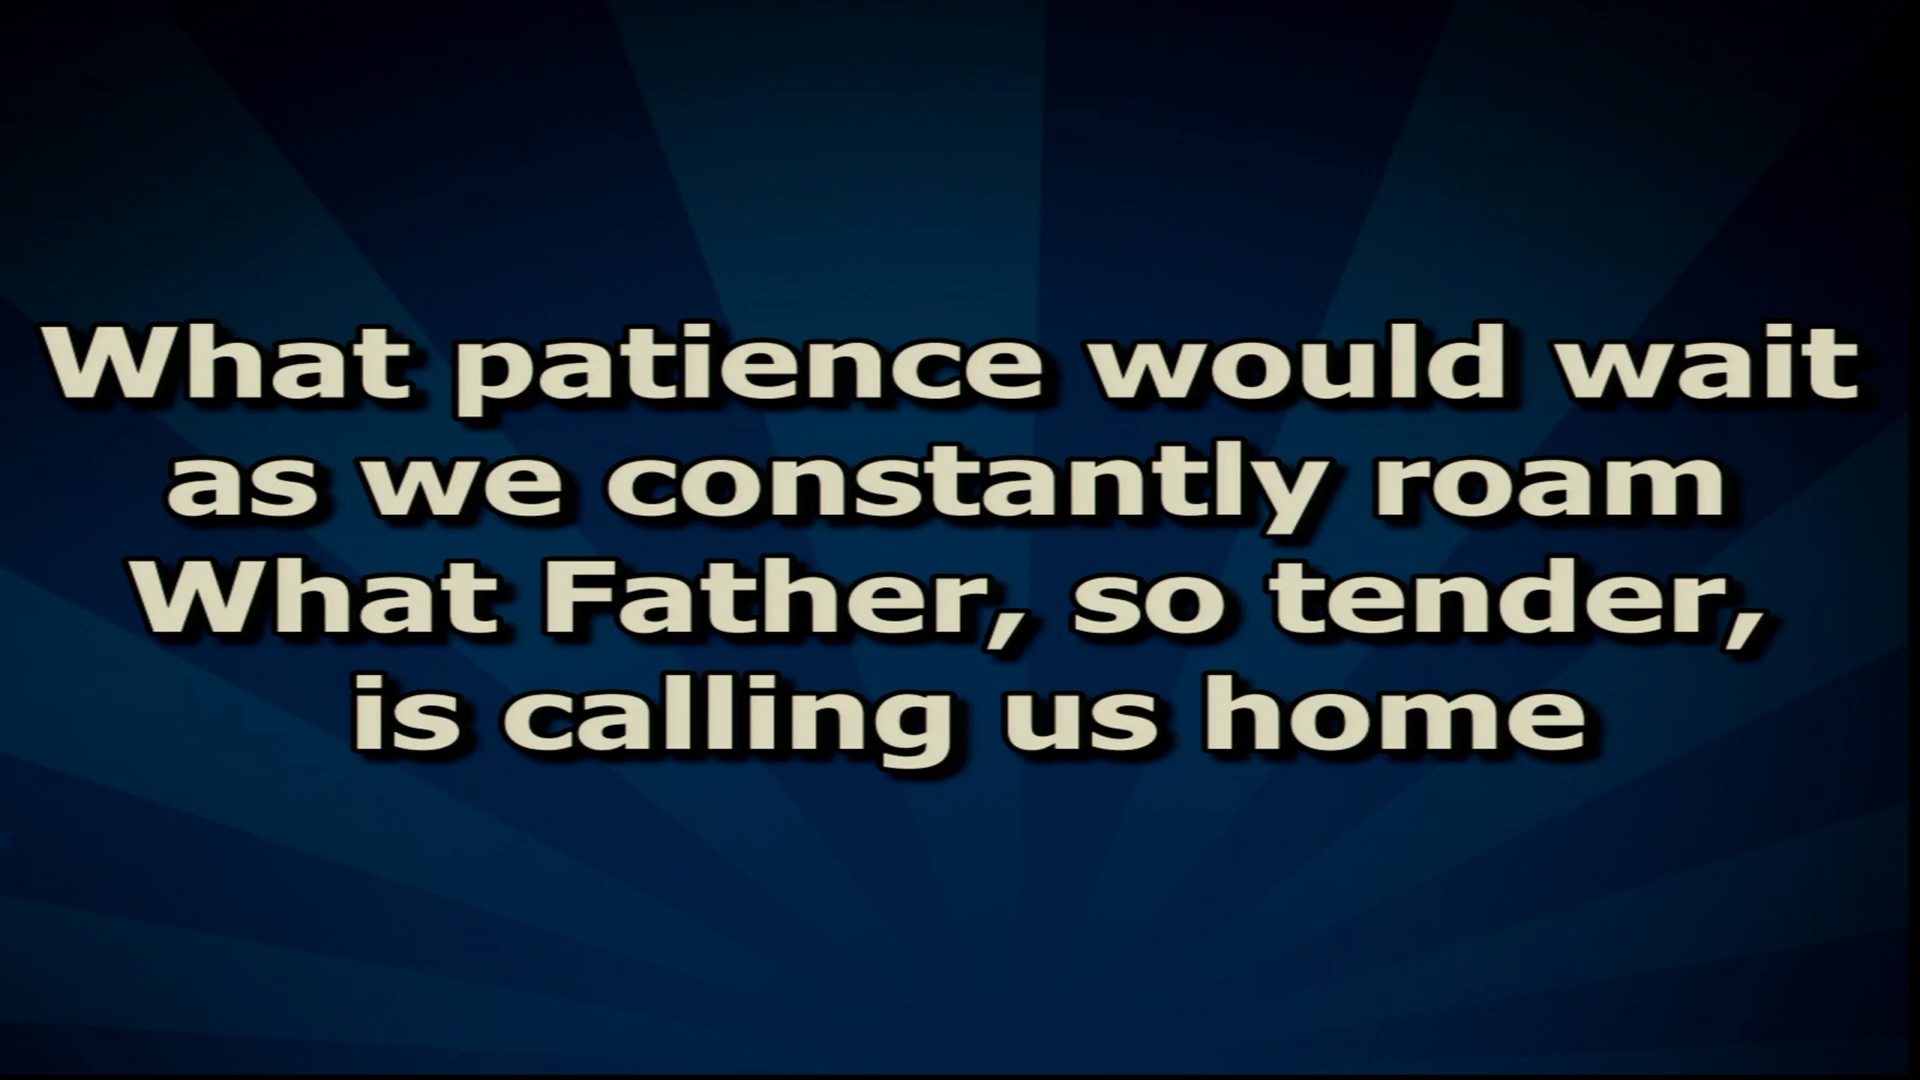 What patience would wait
as we constantly roam
What Father, so tender,
is calling us home